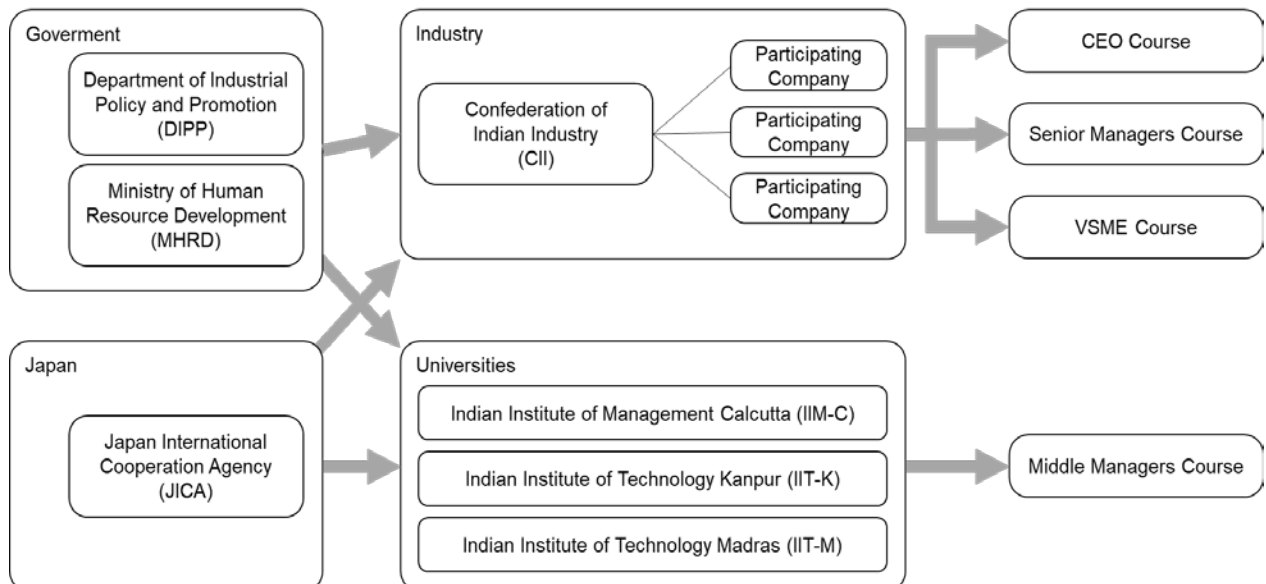 Goverment
Department of Industrial
Policy and Promotion
(DIPP)
Ministry of Human
Resource Development
(MHRD)
Industry
Confederation of
Indian Industry
(CII)
Participating
Company
Participating
Company
Participating
Company
CEO Course
Senior Managers Course
VSME Course
Japan
Japan International
Cooperation Agency
(JICA)
Universities
Indian Institute of Management Calcutta (IIM-C)
Indian Institute of Technology Kanpur (IIT-K)
Indian Institute of Technology Madras (IIT-M)
Middle Managers Course